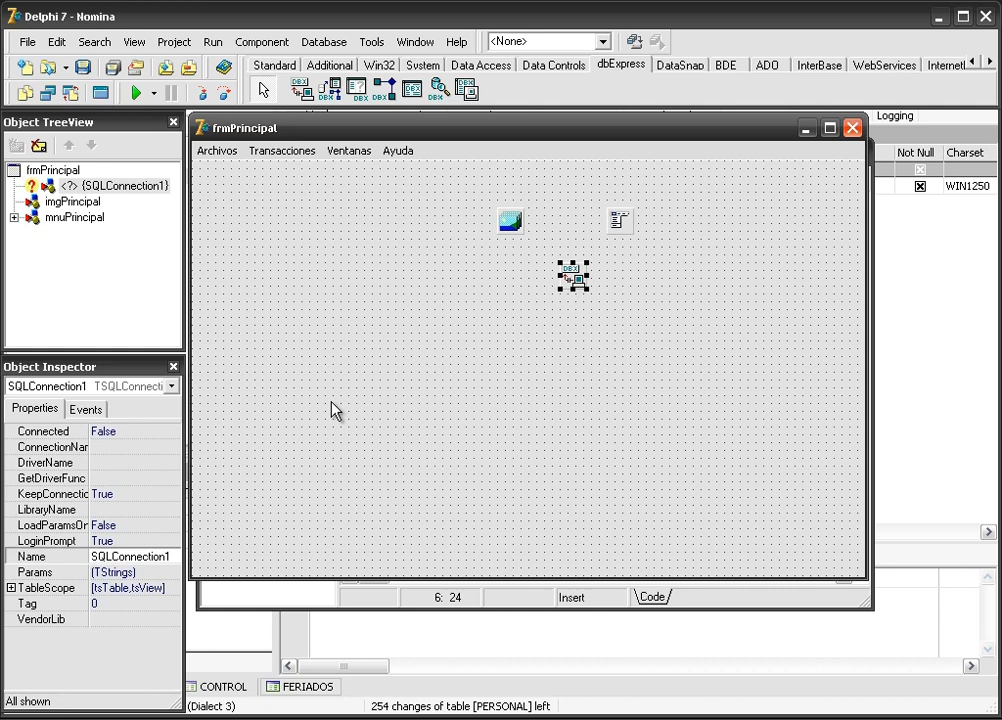 Delphi 7 - Nomina
File Edit Search View Project Run Component Database Tools Window Help <None>
Standard Additional Win32 System Data Access Data Controls dbExpress DataSnap BDE ADO InterBase WebServices InternetE
Object TreeView
frmPrincipal
<?> {SQLConnection1}
imgPrincipal
mnuPrincipal
Object Inspector
SQLConnection1 TSQLConnecti
Properties Events
Connected False
ConnectionNar
DriverName
GetDriverFunc
KeepConnectic True
LibraryName
LoadParamsOr False
LoginPrompt True
Name SQLConnection1
Params (TStrings)
TableScope [tsTable,tsView]
Tag 0
VendorLib
All shown
frmPrincipal
Archivos Transacciones Ventanas Ayuda
DBX
6: 24 Insert Code
Logging
Not Null Charset
WIN1250
CONTROL FERIADOS
(Dialect 3) 254 changes of table [PERSONAL] left